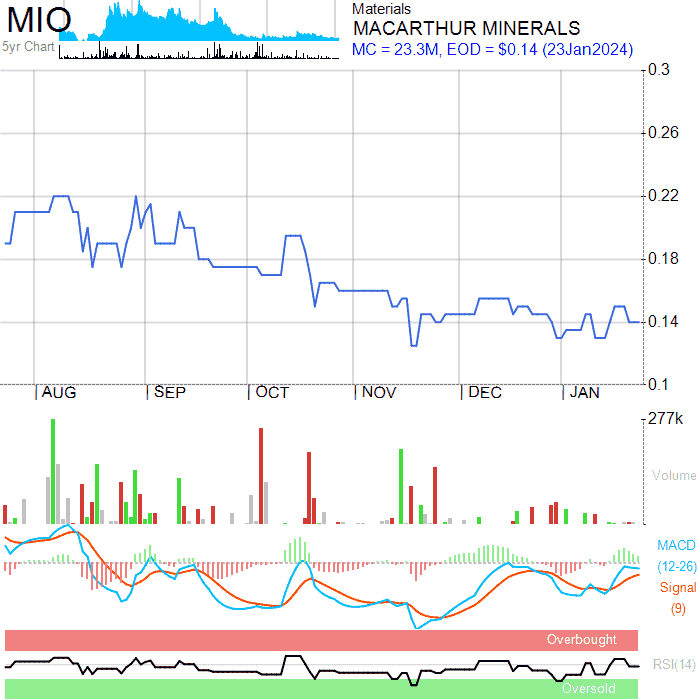 MIO
5yr Chart
Materials
MACARTHUR MINERALS
MC = 23.3M, EOD = $0.14 (23Jan2024)
0.3
0.26
0.22
0.18
0.14
0.1
AUG SEP OCT NOV DEC JAN
277k
Volume
MACD
(12-26)
Signal
(9)
Overbought
RSI(14)
Oversold